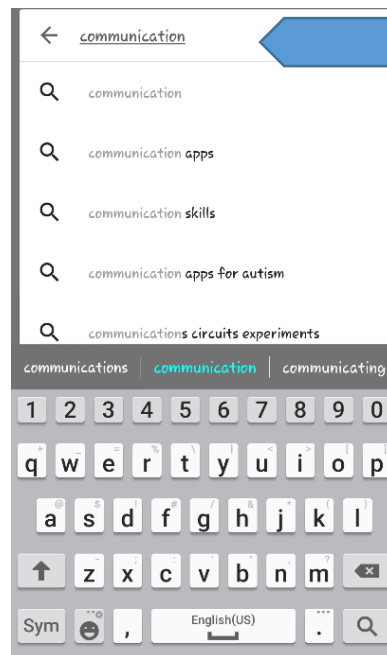 communication
communication
communication apps
communication skills
communication apps for autism
communications circuits experiments
communications communication communicating
1 2 3 4 5 6 7 8 9 0
q w e r t y u i o p
a s d f g h j k l
z x c v b n m
Sym , English(US) .